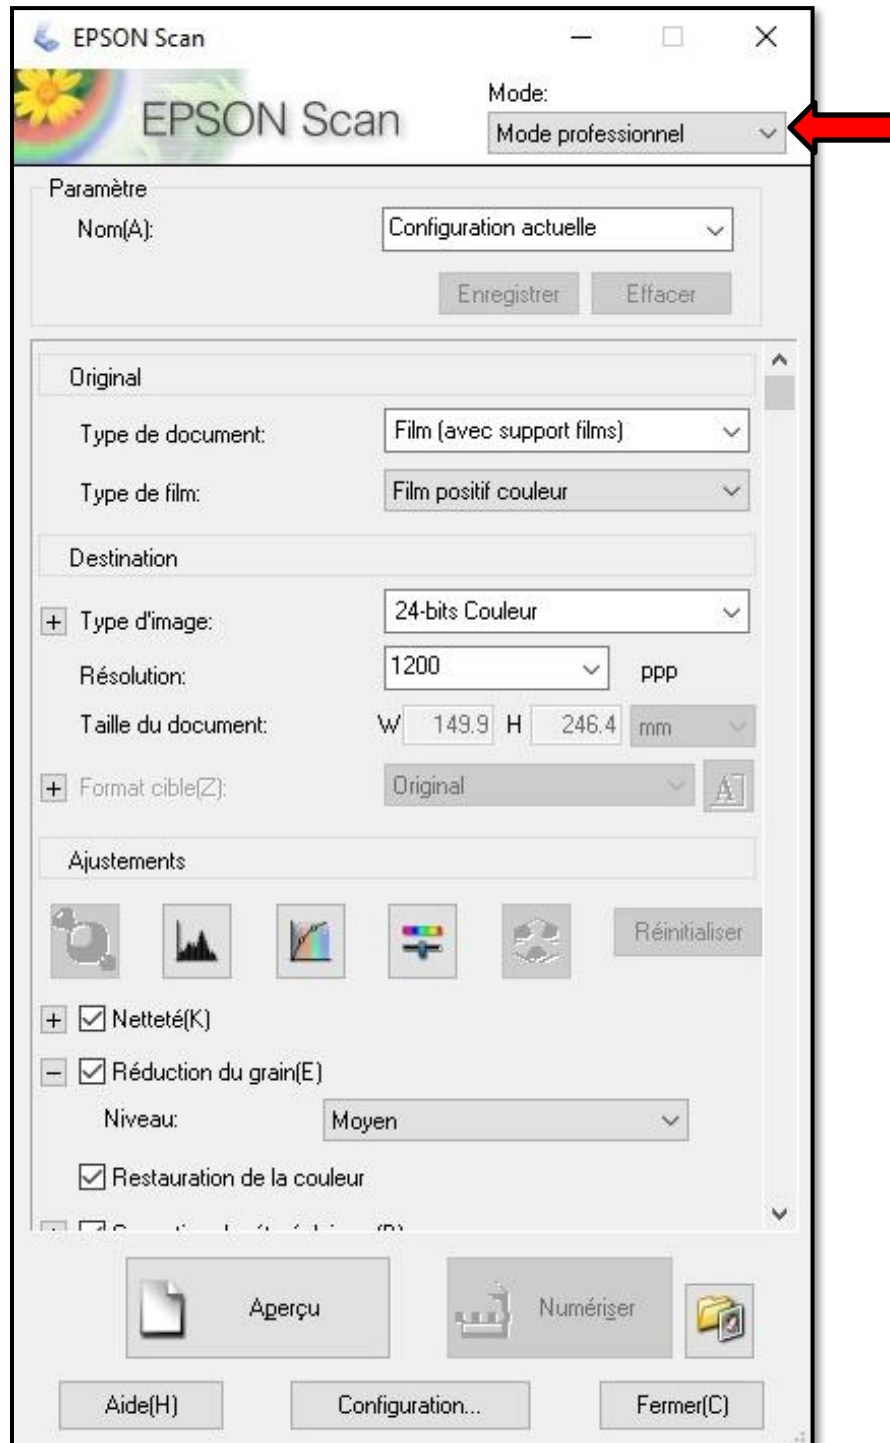 EPSON Scan
EPSON Scan
Mode:
Mode professionnel
Paramètre
Nom(A):
Configuration actuelle
Enregistrer
Effacer
Original
Type de document:
Film (avec support films)
Type de film:
Film positif couleur
Destination
Type d'image:
24-bits Couleur
Résolution:
1200
ppp
Taille du document:
W 149.9 H 246.4 mm
Format cible(Z):
Original
A
Ajustements
Réinitialiser
Netteté(K)
Réduction du grain(E)
Niveau:
Moyen
Restauration de la couleur
Aperçu
Numériser
Aide(H)
Configuration...
Fermer(C)